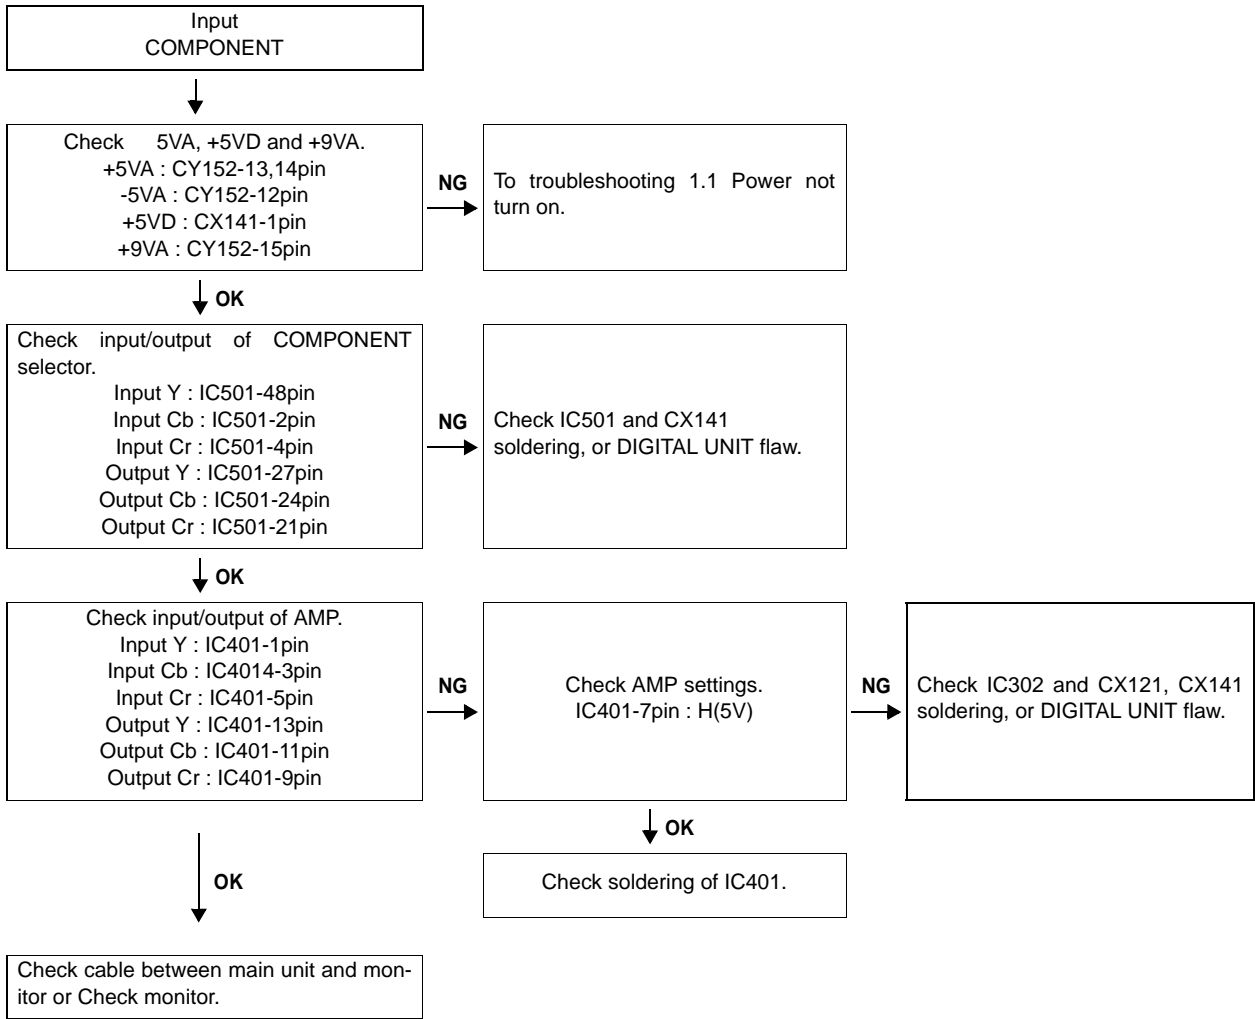 Input
COMPONENT
Check 5VA, +5VD and +9VA.
+5VA : CY152-13,14pin
-5VA : CY152-12pin
+5VD : CX141-1pin
+9VA : CY152-15pin
NG
To troubleshooting 1.1 Power not
turn on.
OK
Check input/output of COMPONENT
selector.
Input Y : IC501-48pin
Input Cb : IC501-2pin
Input Cr : IC501-4pin
Output Y : IC501-27pin
Output Cb : IC501-24pin
Output Cr : IC501-21pin
NG
Check IC501 and CX141
soldering, or DIGITAL UNIT flaw.
OK
Check input/output of AMP.
Input Y : IC401-1pin
Input Cb : IC4014-3pin
Input Cr : IC401-5pin
Output Y : IC401-13pin
Output Cb : IC401-11pin
Output Cr : IC401-9pin
NG
Check AMP settings.
IC401-7pin : H(5V)
NG
Check IC302 and CX121, CX141
soldering, or DIGITAL UNIT flaw.
OK
Check soldering of IC401.
OK
Check cable between main unit and mon-
itor or Check monitor.